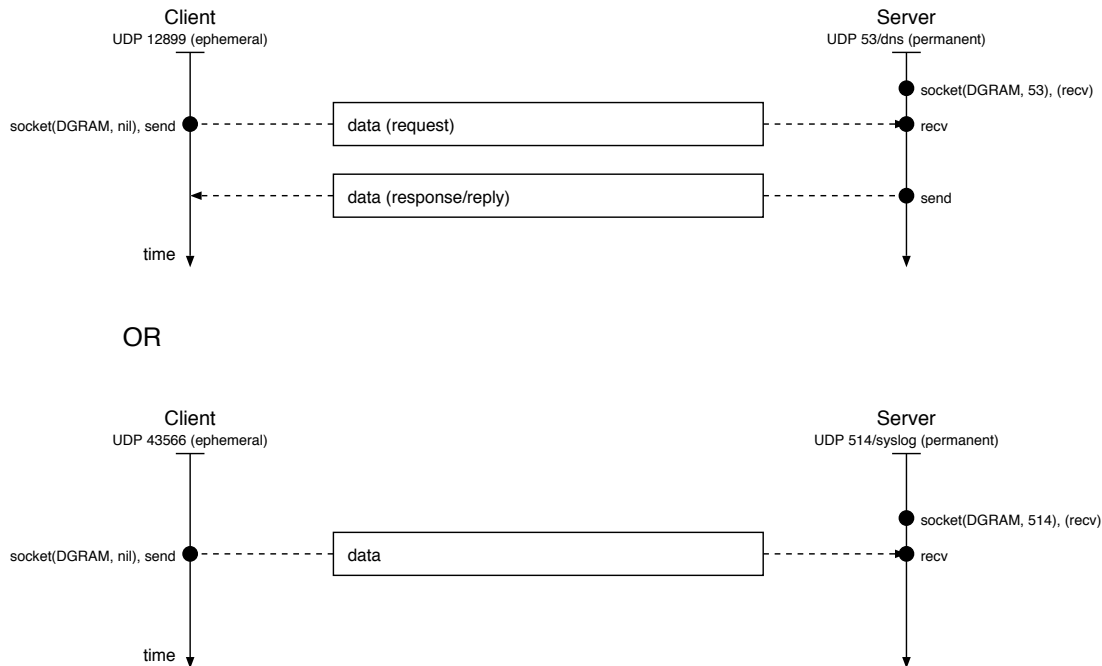 Client
UDP 12899 (ephemeral)
Server
UDP 53/dns (permanent)
socket(DGRAM, 53), (recv)
socket(DGRAM, nil), send
data (request)
recv
data (response/reply)
send
time
OR
Client
UDP 43566 (ephemeral)
Server
UDP 514/syslog (permanent)
socket(DGRAM, 514), (recv)
socket(DGRAM, nil), send
data
recv
time